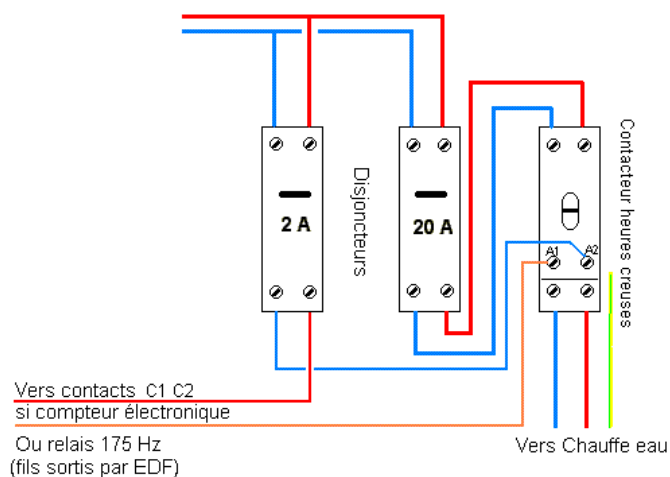 Disjoncteurs
Contacteur heures creuses
2 A
20 A
A1
A2
Vers contacts C1 C2
si compteur électronique
Ou relais 175 Hz
(fils sortis par EDF)
Vers Chauffe eau